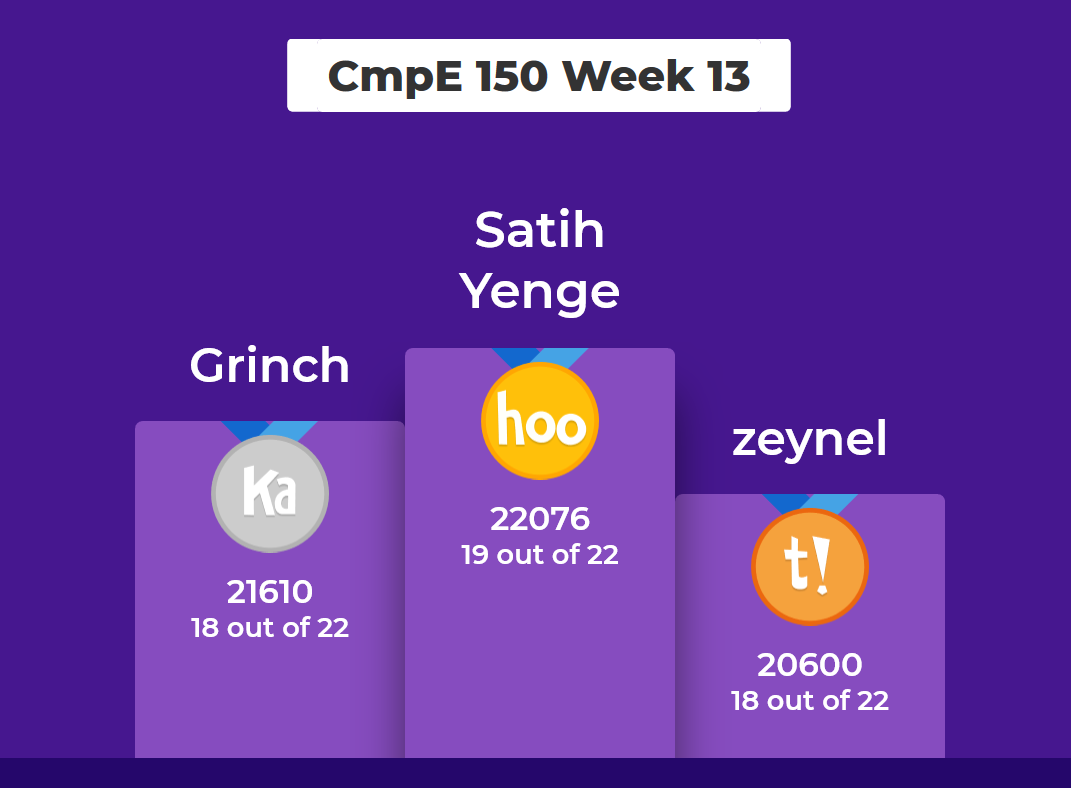 CmpE 150 Week 13
Satih
Yenge
Grinch
zeynel
Ka
hoo
t!
21610
18 out of 22
22076
19 out of 22
20600
18 out of 22